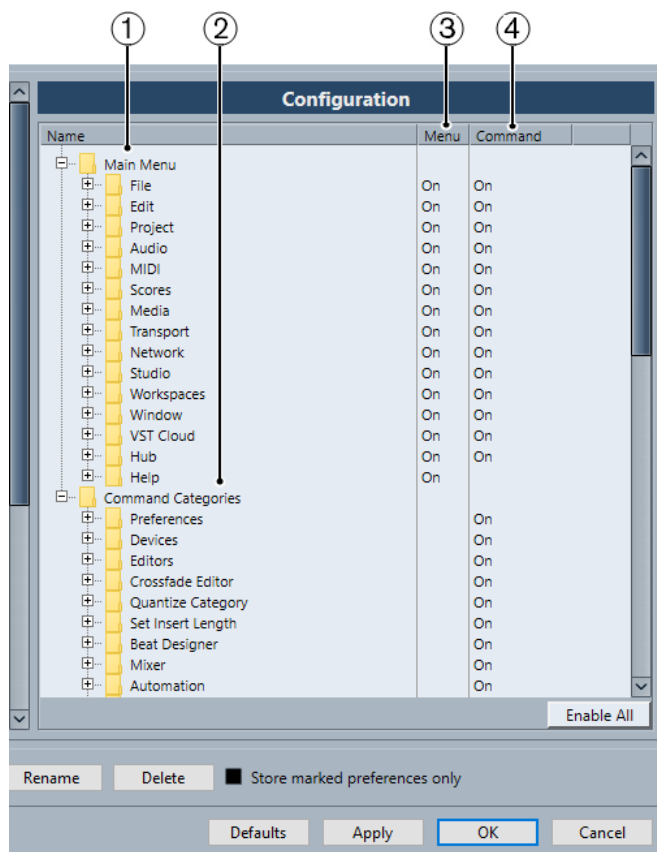 1 2 3 4
Configuration
Name Menu Command
Main Menu
File On On
Edit On On
Project On On
Audio On On
MIDI On On
Scores On On
Media On On
Transport On On
Network On On
Studio On On
Workspaces On On
Window On On
VST Cloud On On
Hub On On
Help On
Command Categories
Preferences On
Devices On
Editors On
Crossfade Editor On
Quantize Category On
Set Insert Length On
Beat Designer On
Mixer On
Automation On
Enable All
Rename Delete Store marked preferences only
Defaults Apply OK Cancel